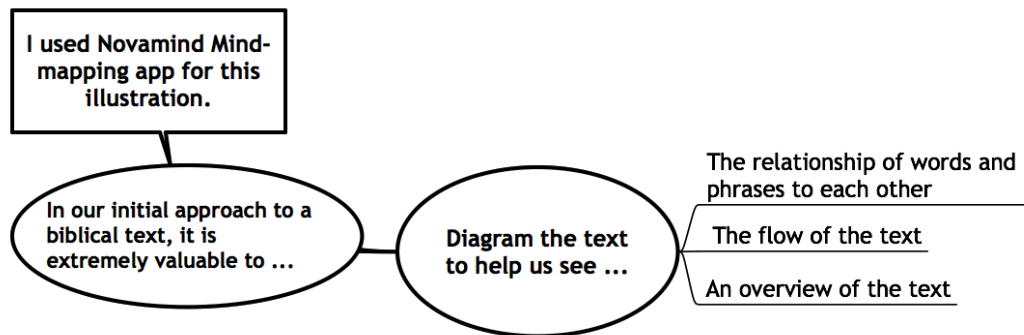 I used Novamind Mind-
mapping app for this
illustration.
In our initial approach to a
biblical text, it is
extremely valuable to ...
Diagram the text
to help us see ...
The relationship of words and
phrases to each other
The flow of the text
An overview of the text